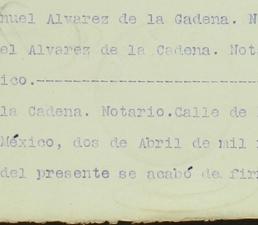 nuel Alvarez de la Cadena. N
el Alvarez de la Cadena. Nota
ico.-------------------------
la Cadena. Notario.Calle de
México, dos de Abril de mil
del presente se acabó de fir